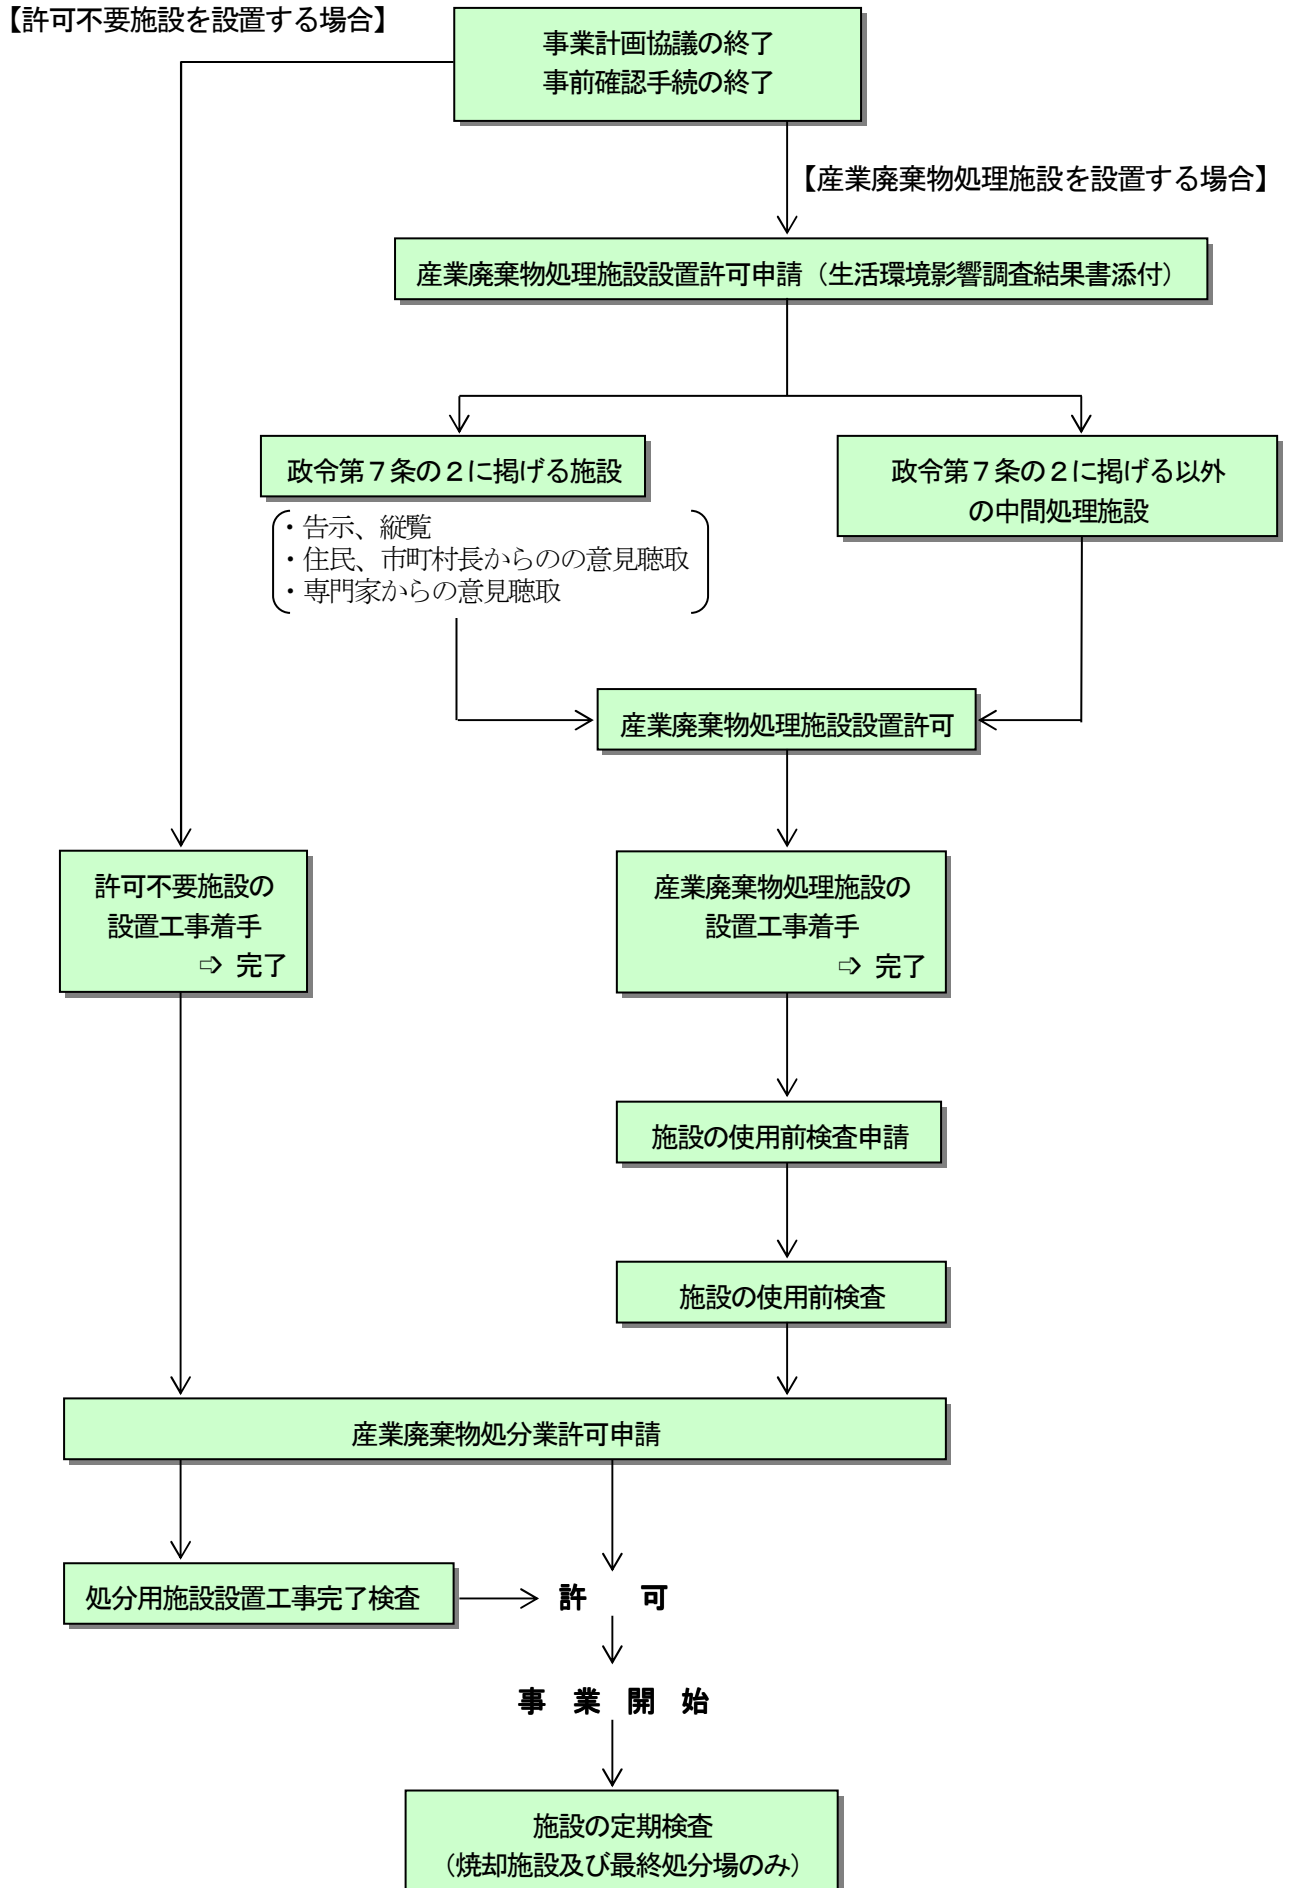 【許可不要施設を設置する場合】
事業計画協議の終了
事前確認手続の終了
【産業廃棄物処理施設を設置する場合】
産業廃棄物処理施設設置許可申請（生活環境影響調査結果書添付）
政令第７条の２に掲げる施設
・告示、縦覧
・住民、市町村長からのの意見聴取
・専門家からの意見聴取
政令第７条の２に掲げる以外
の中間処理施設
産業廃棄物処理施設設置許可
許可不要施設の
設置工事着手
⇨ 完了
産業廃棄物処理施設の
設置工事着手
⇨ 完了
施設の使用前検査申請
施設の使用前検査
産業廃棄物処分業許可申請
処分用施設設置工事完了検査
許　　可
事　業　開　始
施設の定期検査
（焼却施設及び最終処分場のみ）